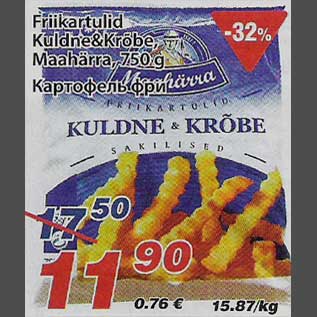 Friikartulid
Kuldne&Krõbe,
Maahärra, 750 g
Картофель фри
-32%
Maahärra
FRIIKARTULID
KULDNE & KRÕBE
SAKILISED
17 50
11 90
0.76 € 15.87/kg